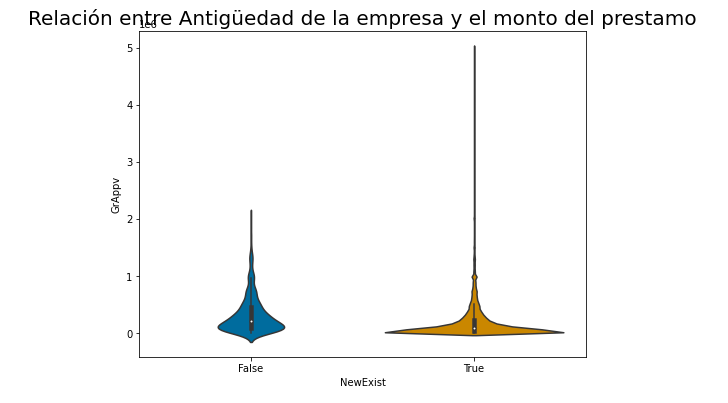 Relación entre Antigüedad de la empresa y el monto del prestamo
1e6
5
4
3
2
1
0
GrAppv
False
True
NewExist